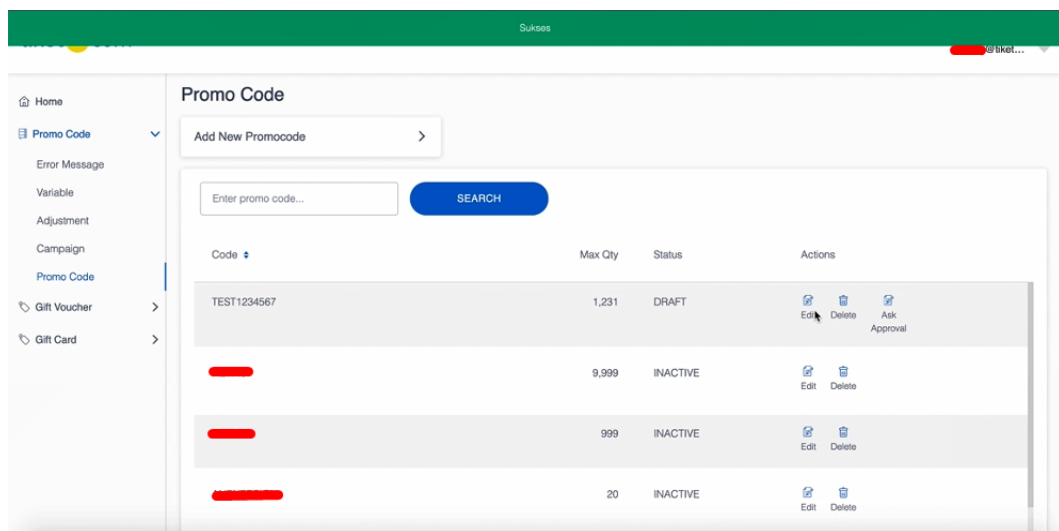 Sukses
@tiket...
Home
Promo Code
Error Message
Variable
Adjustment
Campaign
Promo Code
Gift Voucher
Gift Card
Promo Code
Add New Promocode
Enter promo code...
SEARCH
Code Max Qty Status Actions
TEST1234567 1,231 DRAFT Edit Delete Ask Approval
9,999 INACTIVE Edit Delete
999 INACTIVE Edit Delete
20 INACTIVE Edit Delete